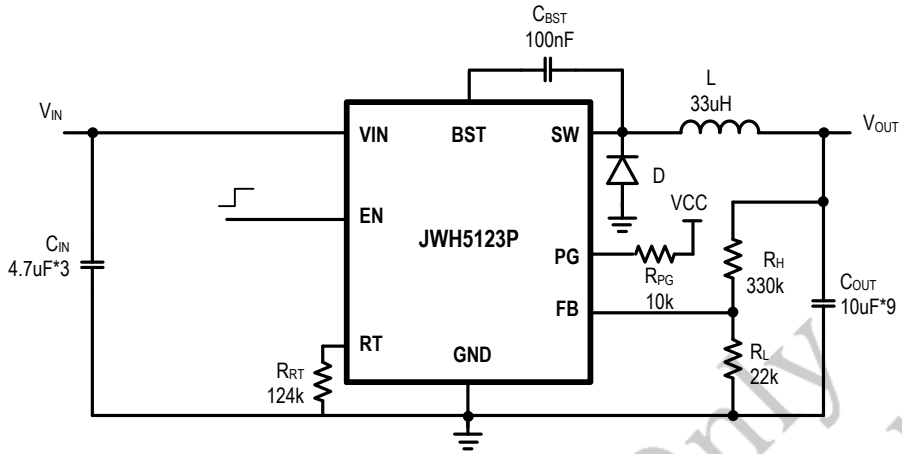 CBST
100nF
L
33uH
VIN
VOUT
VIN
BST
SW
D
VCC
EN
JWH5123P
CIN
4.7uF*3
PG
RPG
10k
RH
330k
COUT
10uF*9
FB
RT
GND
RRT
124k
RL
22k
Only